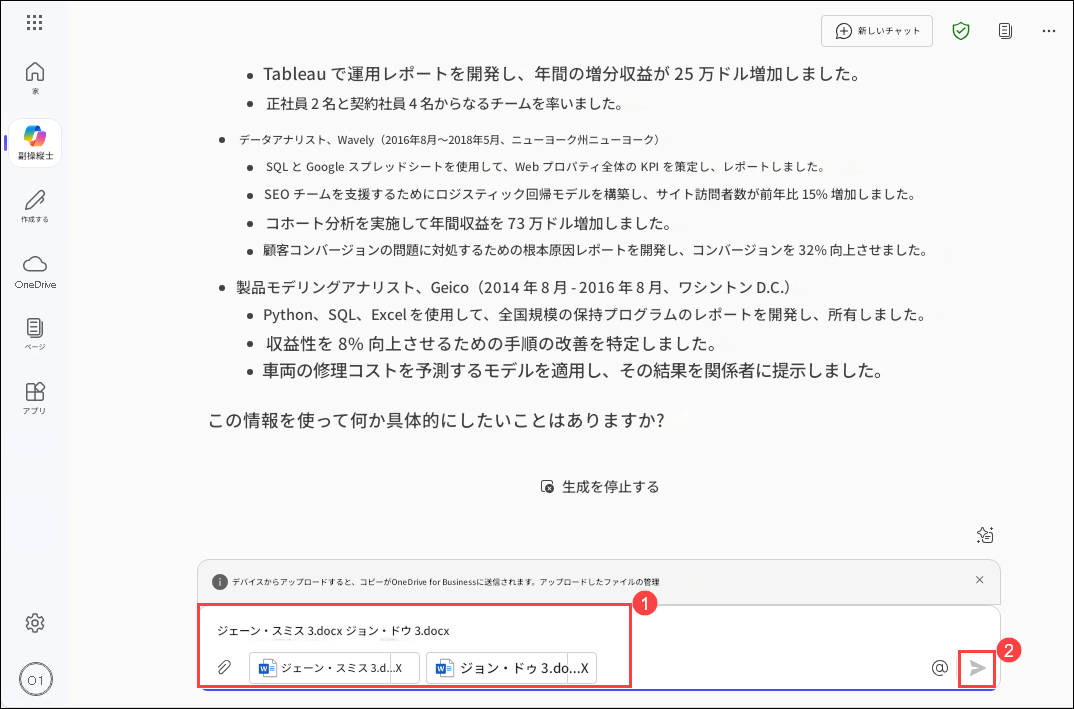 新しいチャット
家
副操縦士
作成する
OneDrive
ページ
アプリ
O1
• Tableau で運用レポートを開発し、年間の増分収益が 25 万ドル増加しました。
• 正社員 2 名と契約社員 4 名からなるチームを率いました。
• データアナリスト、Wavely（2016年8月～2018年5月、ニューヨーク州ニューヨーク）
• SQL と Google スプレッドシートを使用して、Web プロパティ全体の KPI を策定し、レポートしました。
• SEO チームを支援するためにロジスティック回帰モデルを構築し、サイト訪問者数が前年比 15% 増加しました。
• コホート分析を実施して年間収益を 73 万ドル増加しました。
• 顧客コンバージョンの問題に対処するための根本原因レポートを開発し、コンバージョンを 32% 向上させました。
• 製品モデリングアナリスト、Geico（2014 年 8 月 - 2016 年 8 月、ワシントン D.C.）
• Python、SQL、Excel を使用して、全国規模の保持プログラムのレポートを開発し、所有しました。
• 収益性を 8% 向上させるための手順の改善を特定しました。
• 車両の修理コストを予測するモデルを適用し、その結果を関係者に提示しました。
この情報を使って何か具体的にしたいことはありますか?
生成を停止する
デバイスからアップロードすると、コピーがOneDrive for Businessに送信されます。アップロードしたファイルの管理
1
ジェーン・スミス 3.docx ジョン・ドウ 3.docx
ジェーン・スミス 3.d...X
ジョン・ドゥ 3.do...X
@
2